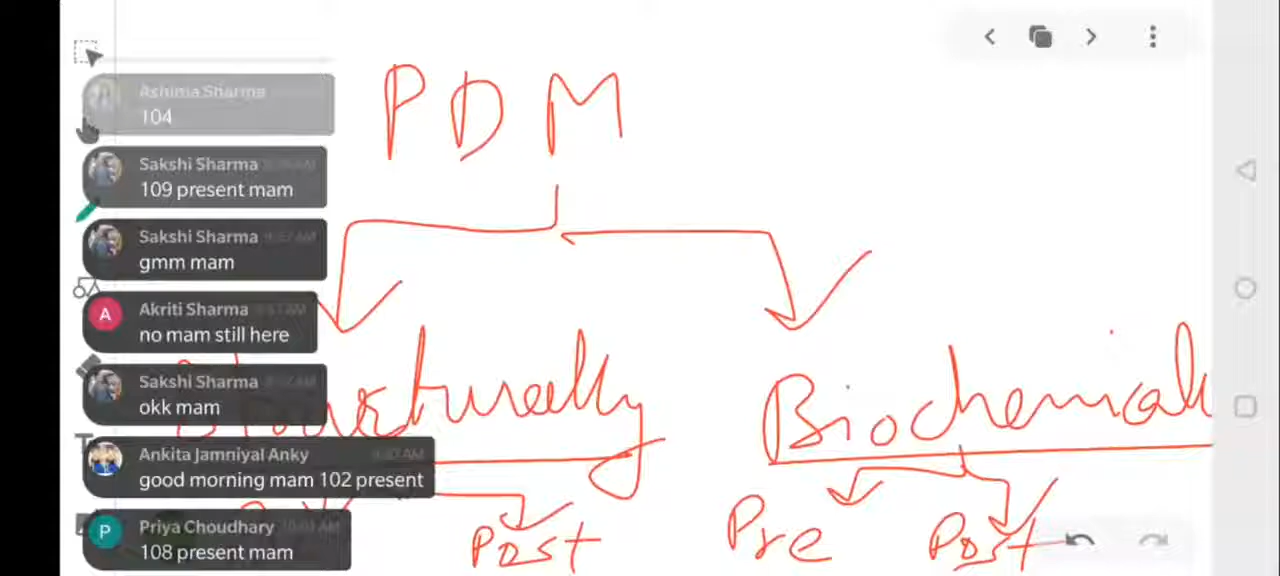 PDM
Ashima Sharma
104
Sakshi Sharma
109 present mam
Sakshi Sharma
gmm mam
Akriti Sharma
no mam still here
Sakshi Sharma
okk mam
Ankita Jamniyal Anky
good morning mam 102 present
Priya Choudhary
108 present mam
Structurally Biochemicall
Post Pre Post